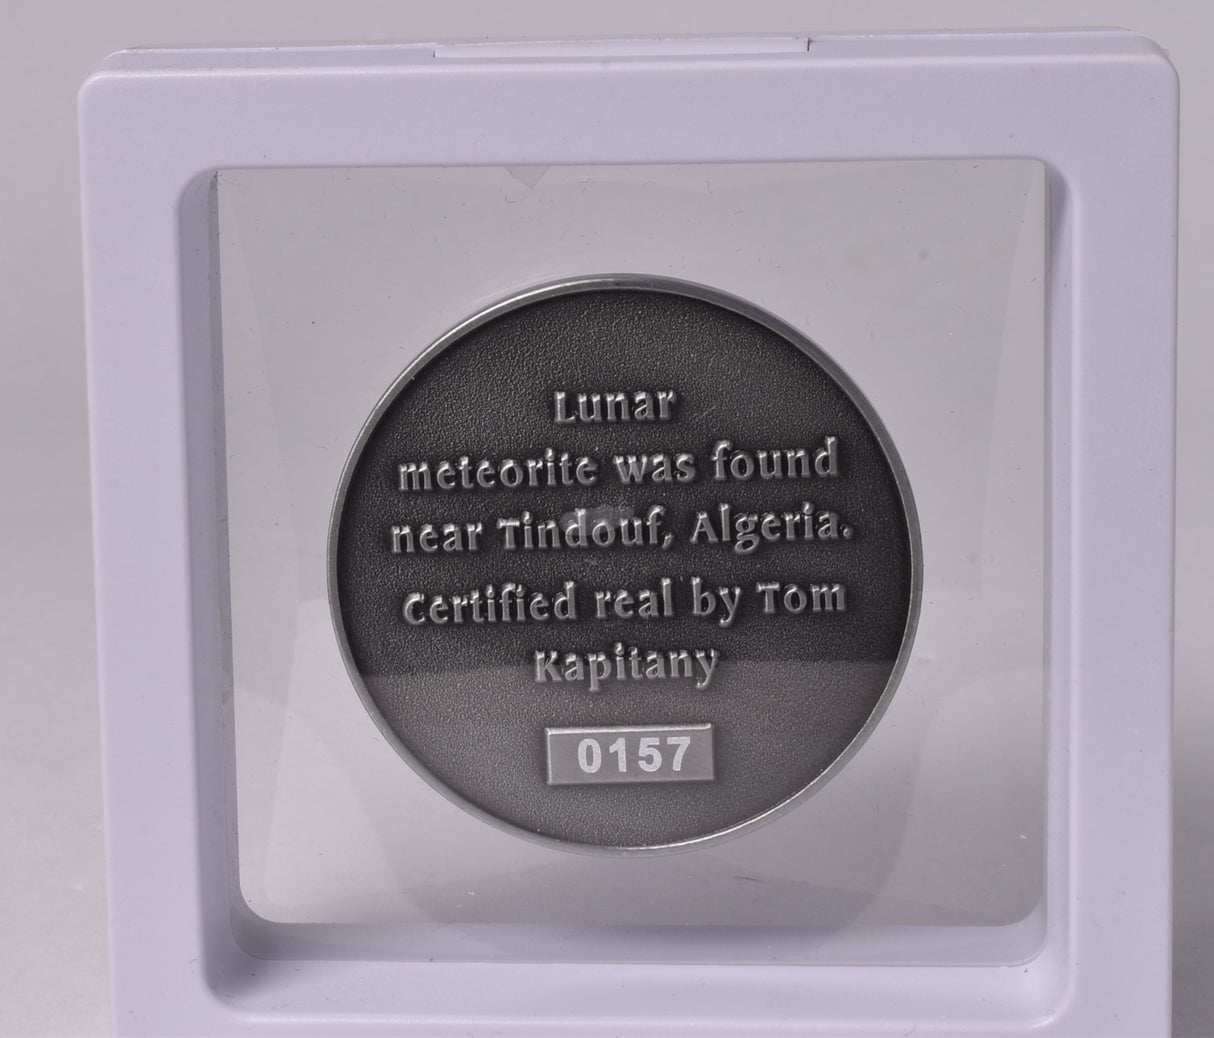 Lunar
meteorite was found
near Tindouf, Algeria.
Certified real by Tom
Kapitany
0157